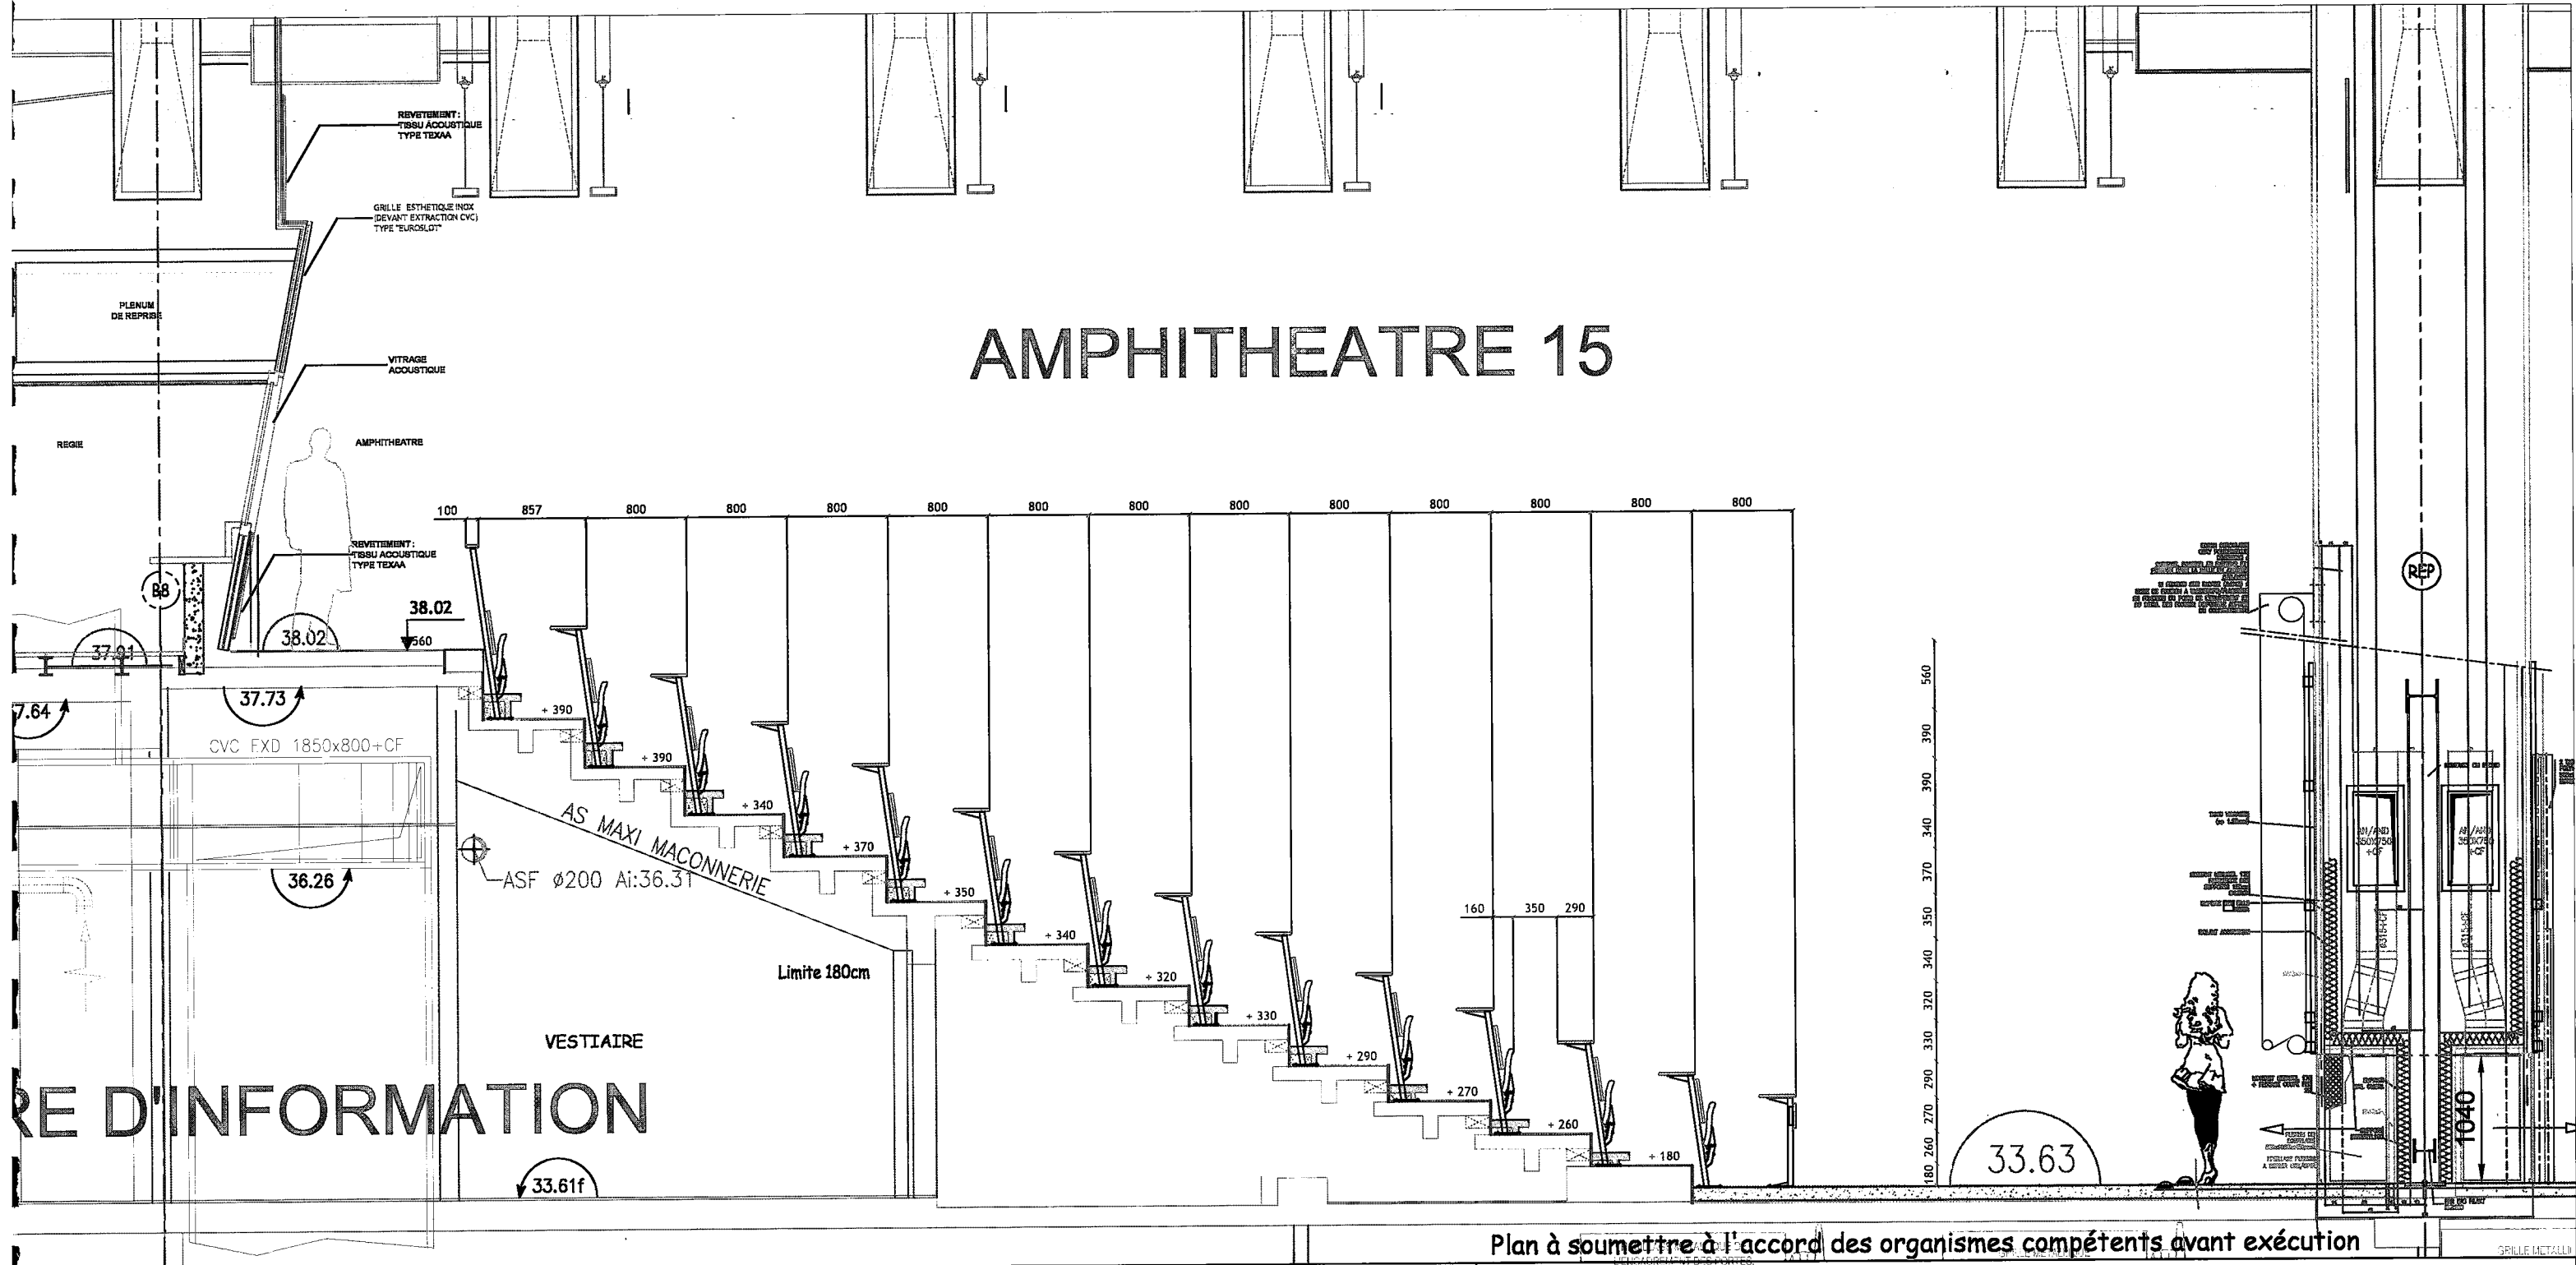 REVETEMENT :
TISSU ACOUSTIQUE
TYPE TEXAA
GRILLE ESTHETIQUE INOX
(DEVANT EXTRACTION CVC)
TYPE "EUROSLOT"
PLENUM
DE REPRISE
VITRAGE
ACOUSTIQUE
REGIE
AMPHITHEATRE
AMPHITHEATRE 15
REVETEMENT :
TISSU ACOUSTIQUE
TYPE TEXAA
100 857 800 800 800 800 800 800 800 800 800 800 800 800
B8
REP
38.02
38.02
560
37.91
37.73
7.64
CVC EXD 1850x800+CF
÷ 390
÷ 390
÷ 340
÷ 370
÷ 350
÷ 340
÷ 320
÷ 330
÷ 290
÷ 270
÷ 260
÷ 180
160 350 290
560
390
390
340
370
350
340
320
330
290
270
260
180
AS MAXI MACONNERIE
ASF ø200 Ai:36.31
36.26
Limite 180cm
VESTIAIRE
RE D'INFORMATION
33.61f
33.63
1040
350X750
+CF
+CF
Plan à soumettre à l'accord des organismes compétents avant exécution